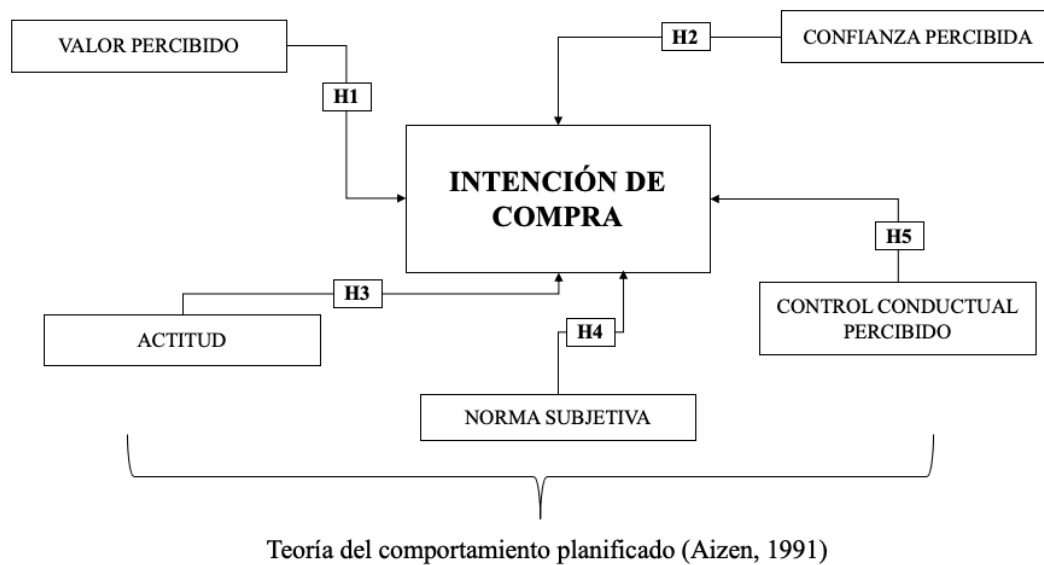 VALOR PERCIBIDO
H2
CONFIANZA PERCIBIDA
H1
INTENCIÓN DE
COMPRA
H5
H3
CONTROL CONDUCTUAL
PERCIBIDO
ACTITUD
H4
NORMA SUBJETIVA
Teoría del comportamiento planificado (Aizen, 1991)